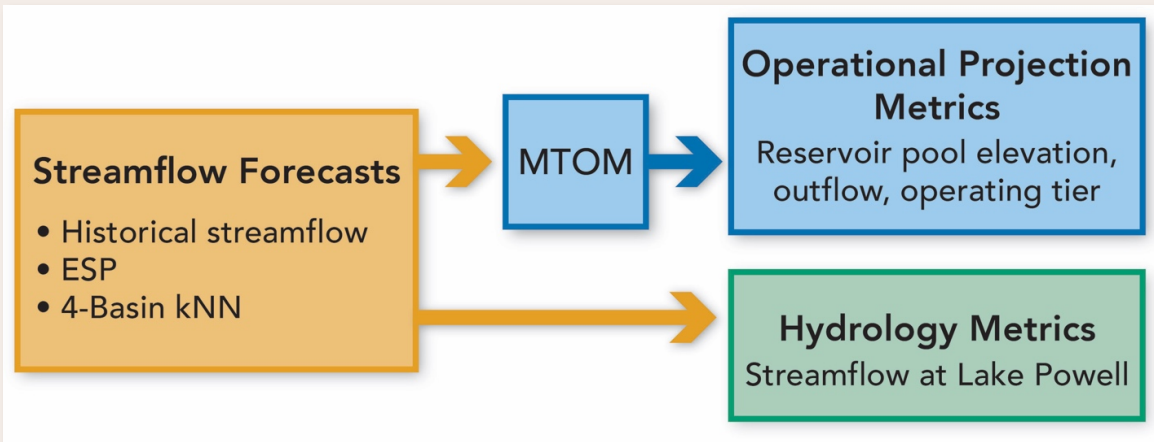 Streamflow Forecasts
• Historical streamflow
• ESP
• 4-Basin kNN
MTOM
Operational Projection
Metrics
Reservoir pool elevation,
outflow, operating tier
Hydrology Metrics
Streamflow at Lake Powell